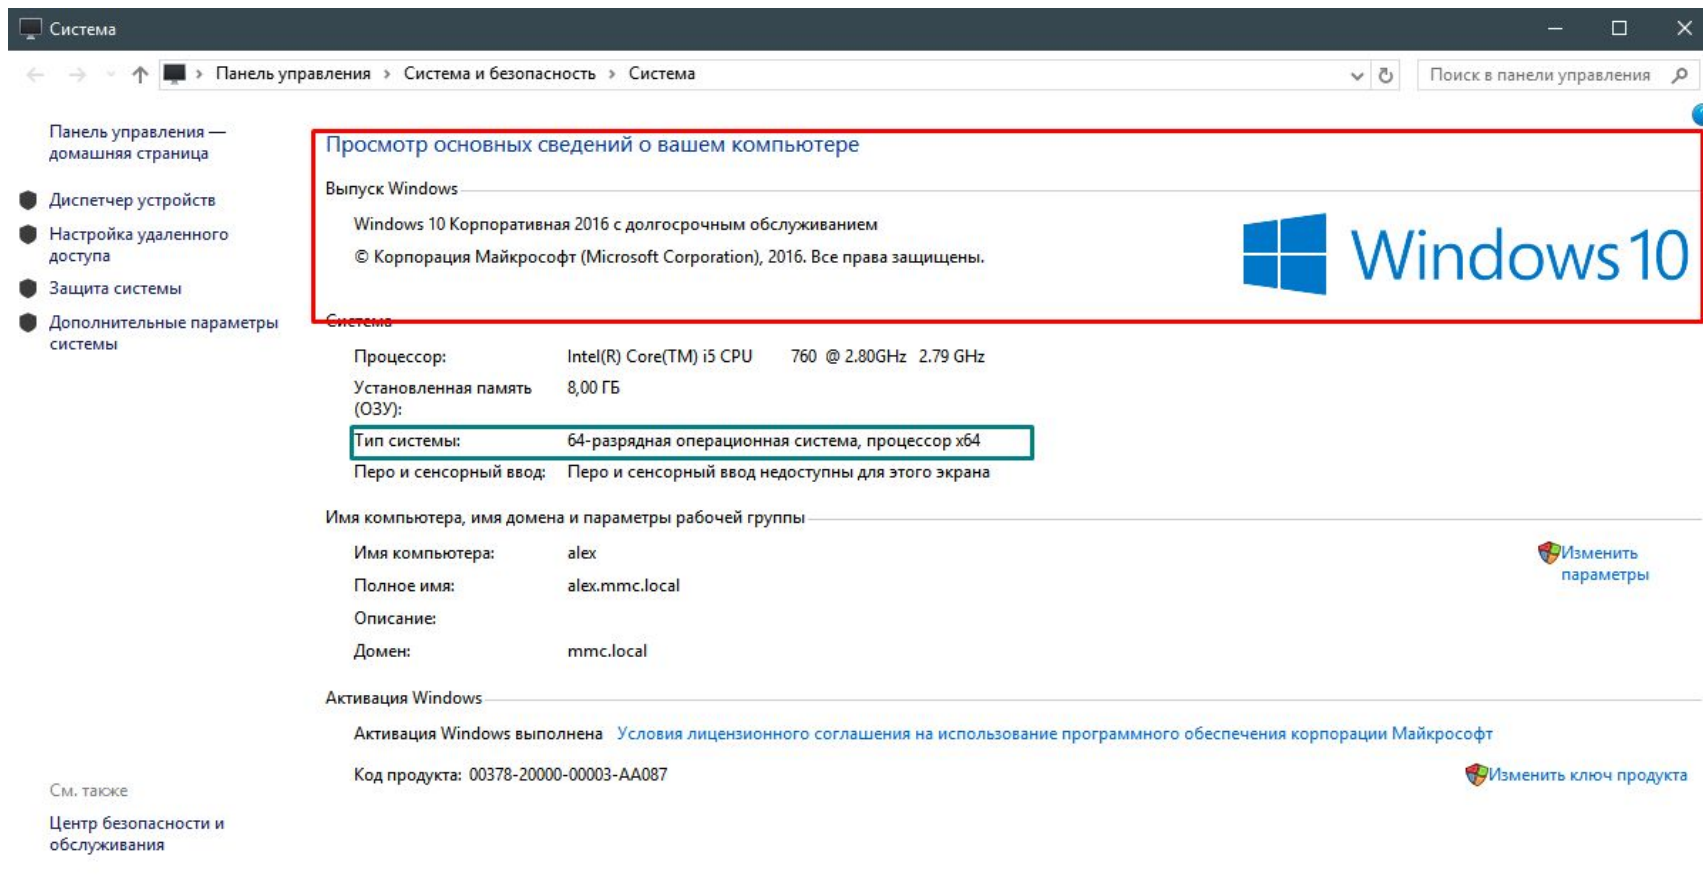 Система
Панель управления › Система и безопасность › Система
Поиск в панели управления
Панель управления —
домашняя страница
Диспетчер устройств
Настройка удаленного
доступа
Защита системы
Дополнительные параметры
системы
Просмотр основных сведений о вашем компьютере
Выпуск Windows
Windows 10 Корпоративная 2016 с долгосрочным обслуживанием
© Корпорация Майкрософт (Microsoft Corporation), 2016. Все права защищены.
Windows 10
Система
Процессор: Intel(R) Core(TM) i5 CPU 760 @ 2.80GHz 2.79 GHz
Установленная память 8,00 ГБ
(ОЗУ):
Тип системы: 64-разрядная операционная система, процессор x64
Перо и сенсорный ввод: Перо и сенсорный ввод недоступны для этого экрана
Имя компьютера, имя домена и параметры рабочей группы
Имя компьютера: alex
Изменить
параметры
Полное имя: alex.mmc.local
Описание:
Домен: mmc.local
Активация Windows
Активация Windows выполнена Условия лицензионного соглашения на использование программного обеспечения корпорации Майкрософт
Код продукта: 00378-20000-00003-AA087
Изменить ключ продукта
См. также
Центр безопасности и
обслуживания